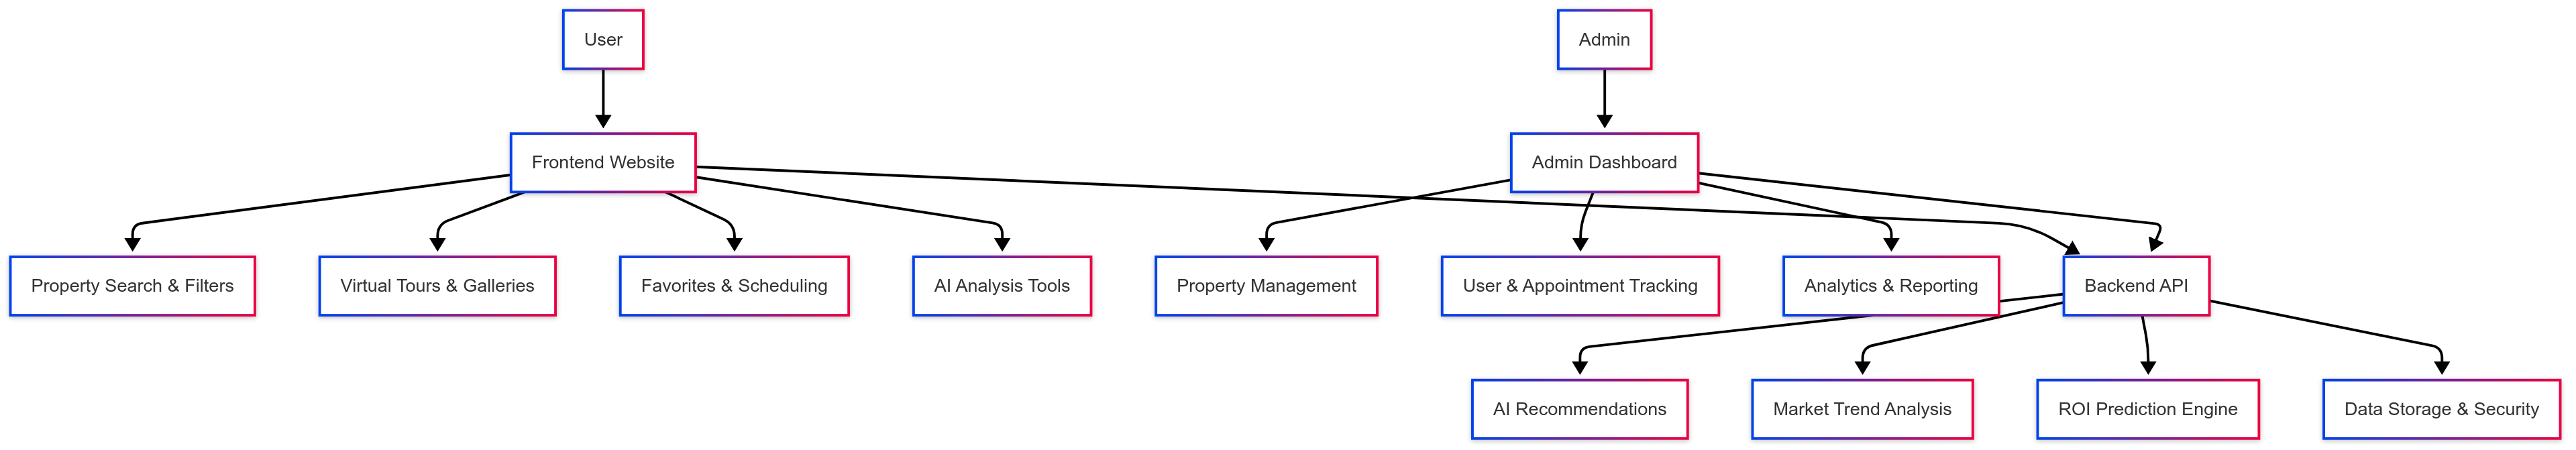 User
Admin
Frontend Website
Admin Dashboard
Property Search & Filters
Virtual Tours & Galleries
Favorites & Scheduling
AI Analysis Tools
Property Management
User & Appointment Tracking
Analytics & Reporting
Backend API
AI Recommendations
Market Trend Analysis
ROI Prediction Engine
Data Storage & Security